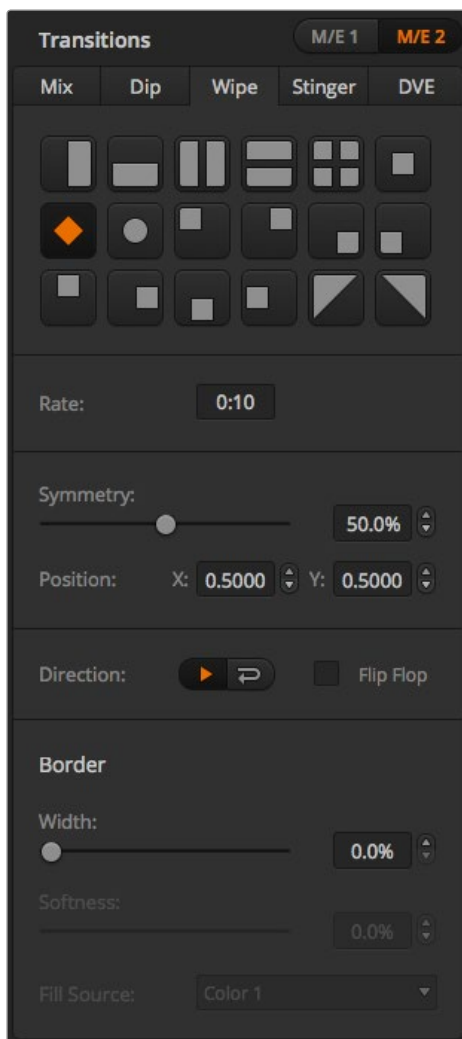 Transitions M/E 1 M/E 2
Mix Dip Wipe Stinger DVE
Rate: 0:10
Symmetry:
50.0%
Position: X: 0.5000 Y: 0.5000
Direction: Flip Flop
Border
Width:
0.0%
Softness:
0.0%
Fill Source: Color 1